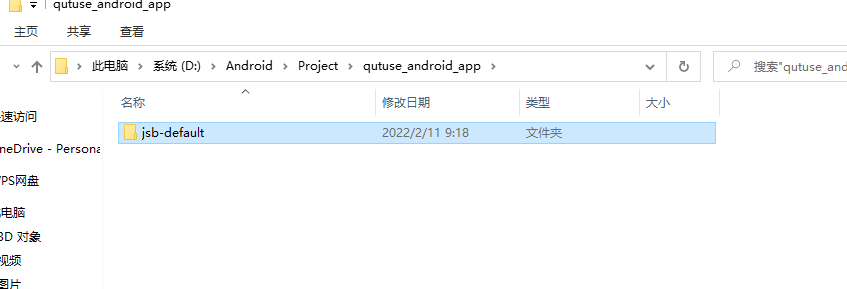 qutuse_android_app
主页 共享 查看
此电脑 系统 (D:) Android Project qutuse_android_app 搜索"qutuse_and
名称 修改日期 类型 大小
速访问
jsb-default 2022/2/11 9:18 文件夹
neDrive - Persona
PS网盘
电脑
3D 对象
视频
图片